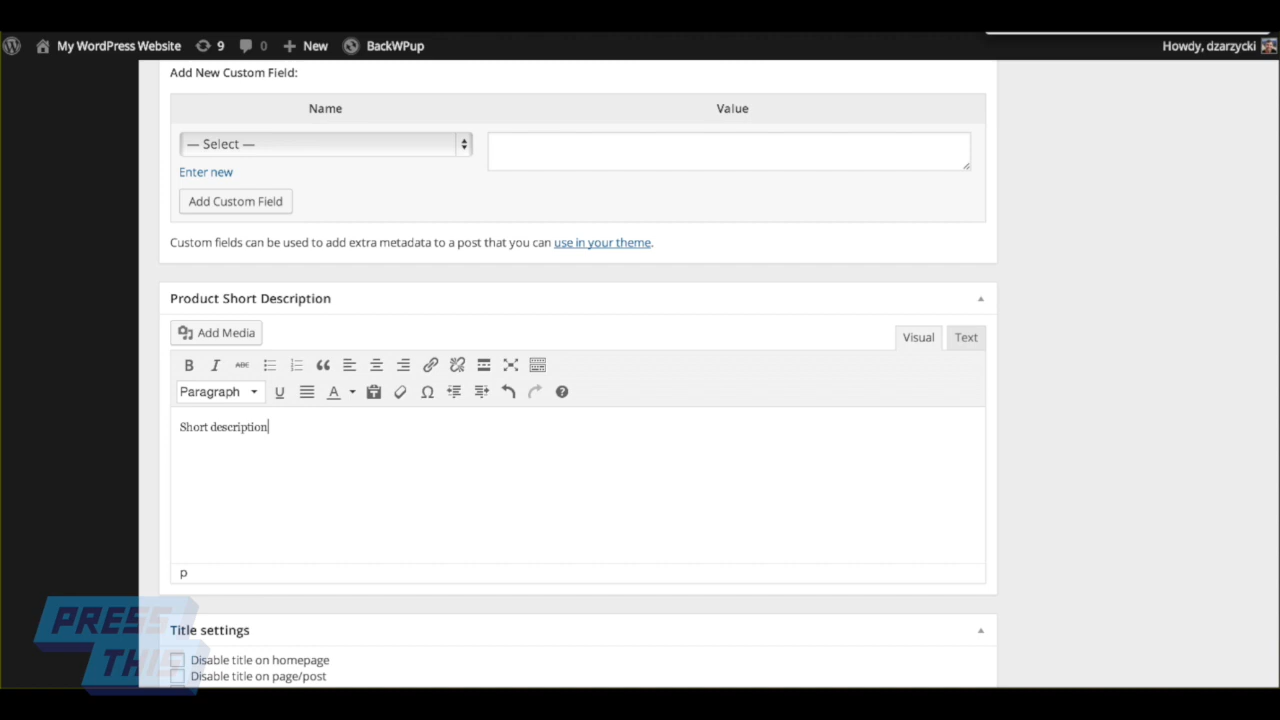 My WordPress Website 9 0 New BackWPup Howdy, dzarzycki
Add New Custom Field:
Name Value
— Select —
Enter new
Add Custom Field
Custom fields can be used to add extra metadata to a post that you can use in your theme.
Product Short Description
Add Media
Visual Text
B I ABC
Paragraph U A Ω ?
Short description
p
Title settings
Disable title on homepage
Disable title on page/post
PRESS
THIS